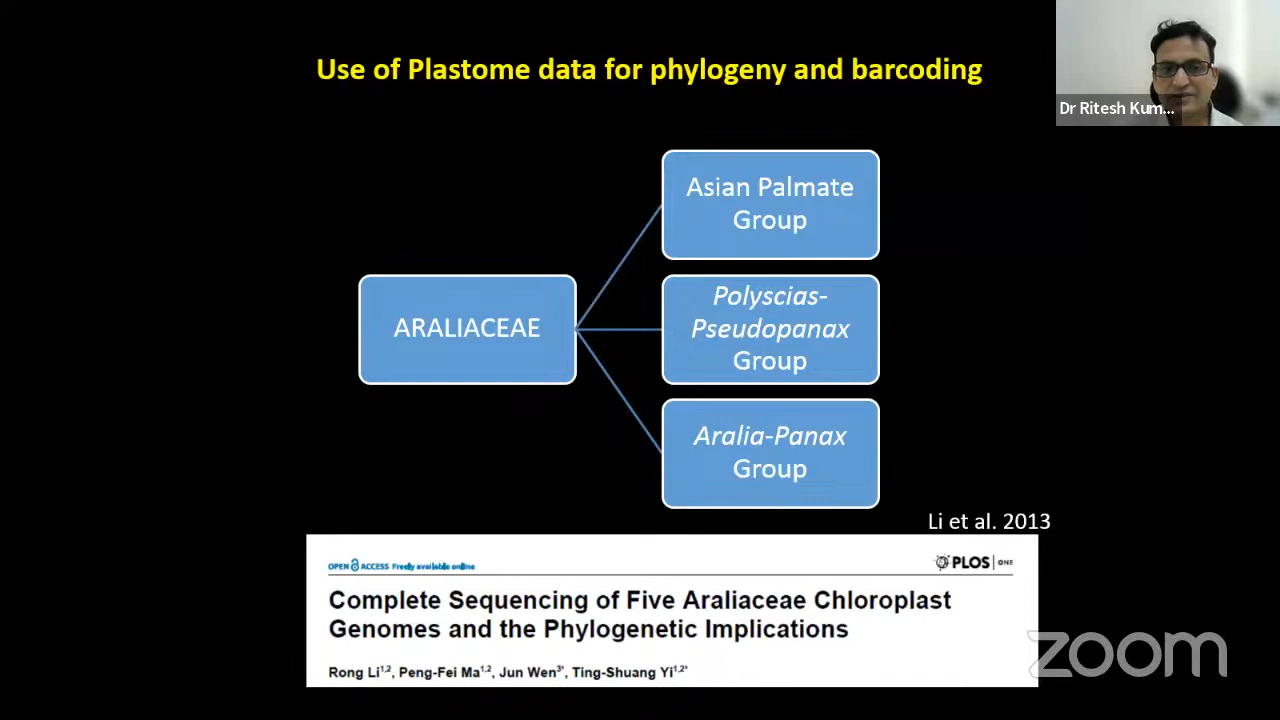 Use of Plastome data for phylogeny and barcoding
Dr Ritesh Kum...
Asian Palmate
Group
ARALIACEAE
Polyscias-
Pseudopanax
Group
Aralia-Panax
Group
Li et al. 2013
OPEN ACCESS Freely available online
PLOS ONE
Complete Sequencing of Five Araliaceae Chloroplast
Genomes and the Phylogenetic Implications
Rong Li1,2, Peng-Fei Ma1,2, Jun Wen3*, Ting-Shuang Yi1,2*
zoom